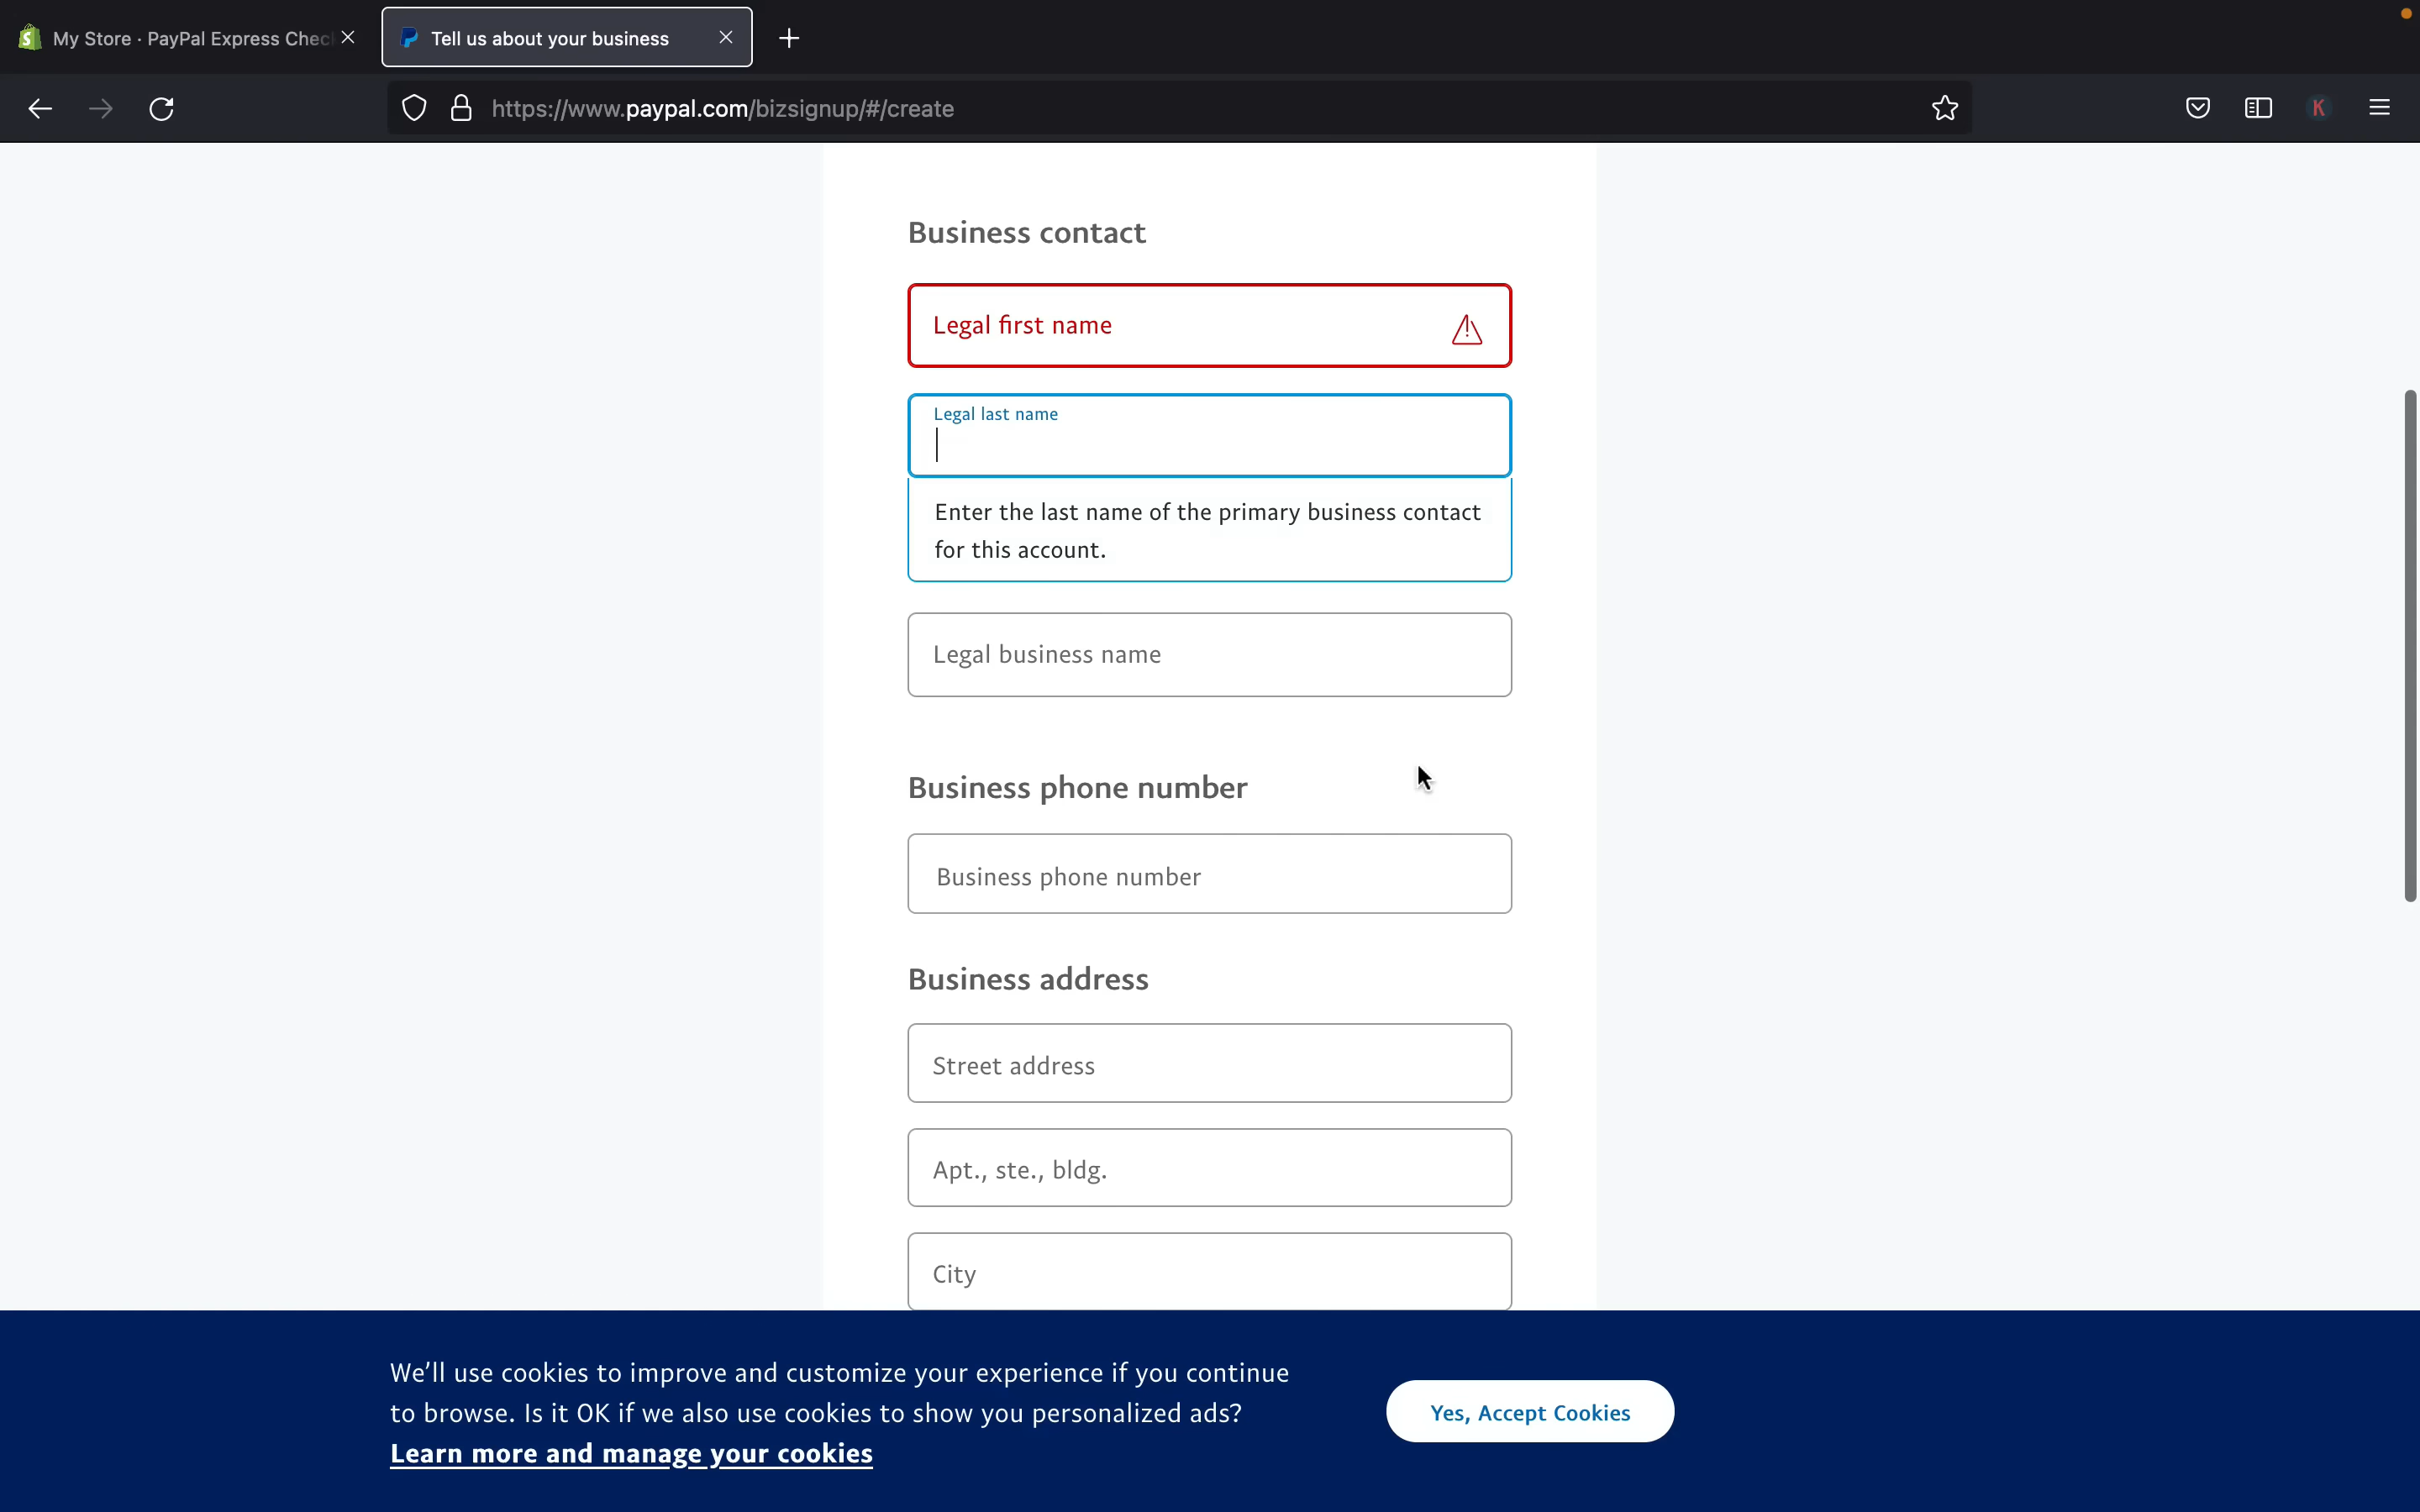 My Store · PayPal Express Chec
Tell us about your business
https://www.paypal.com/bizsignup/#/create
K
Business contact
Legal first name
Legal last name
Enter the last name of the primary business contact
for this account.
Legal business name
Business phone number
Business phone number
Business address
Street address
Apt., ste., bldg.
City
We'll use cookies to improve and customize your experience if you continue
to browse. Is it OK if we also use cookies to show you personalized ads?
Learn more and manage your cookies
Yes, Accept Cookies